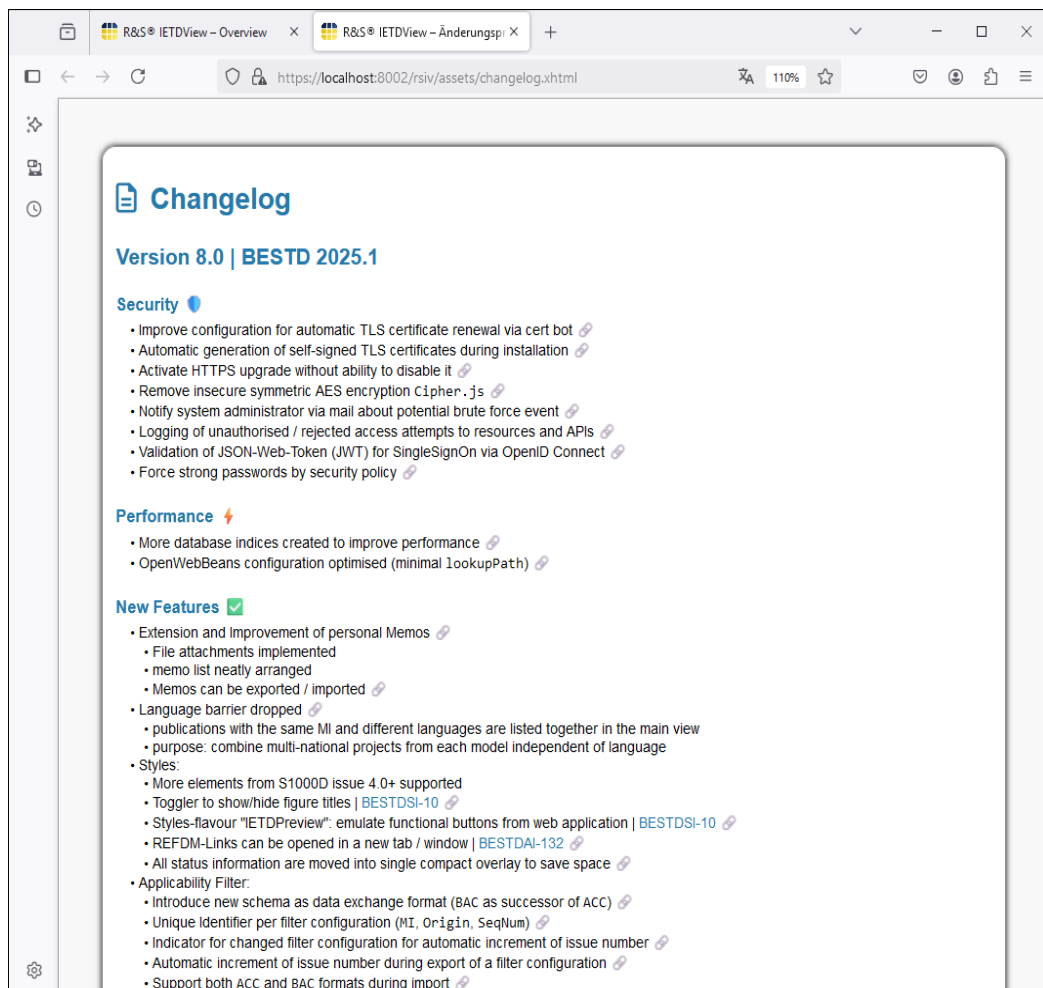 R&S® IETDView – Overview
R&S® IETDView – Änderungspr
https://localhost:8002/rsiv/assets/changelog.xhtml
110%
Changelog
Version 8.0 | BESTD 2025.1
Security
• Improve configuration for automatic TLS certificate renewal via cert bot
• Automatic generation of self-signed TLS certificates during installation
• Activate HTTPS upgrade without ability to disable it
• Remove insecure symmetric AES encryption Cipher.js
• Notify system administrator via mail about potential brute force event
• Logging of unauthorised / rejected access attempts to resources and APIs
• Validation of JSON-Web-Token (JWT) for SingleSignOn via OpenID Connect
• Force strong passwords by security policy
Performance
• More database indices created to improve performance
• OpenWebBeans configuration optimised (minimal lookupPath)
New Features
• Extension and Improvement of personal Memos
• File attachments implemented
• memo list neatly arranged
• Memos can be exported / imported
• Language barrier dropped
• publications with the same MI and different languages are listed together in the main view
• purpose: combine multi-national projects from each model independent of language
• Styles:
• More elements from S1000D issue 4.0+ supported
• Toggler to show/hide figure titles | BESTDSI-10
• Styles-flavour "IETDPreview": emulate functional buttons from web application | BESTDSI-10
• REFDM-Links can be opened in a new tab / window | BESTDAI-132
• All status information are moved into single compact overlay to save space
• Applicability Filter:
• Introduce new schema as data exchange format (BAC as successor of ACC)
• Unique Identifier per filter configuration (MI, Origin, SeqNum)
• Indicator for changed filter configuration for automatic increment of issue number
• Automatic increment of issue number during export of a filter configuration
• Support both ACC and BAC formats during import